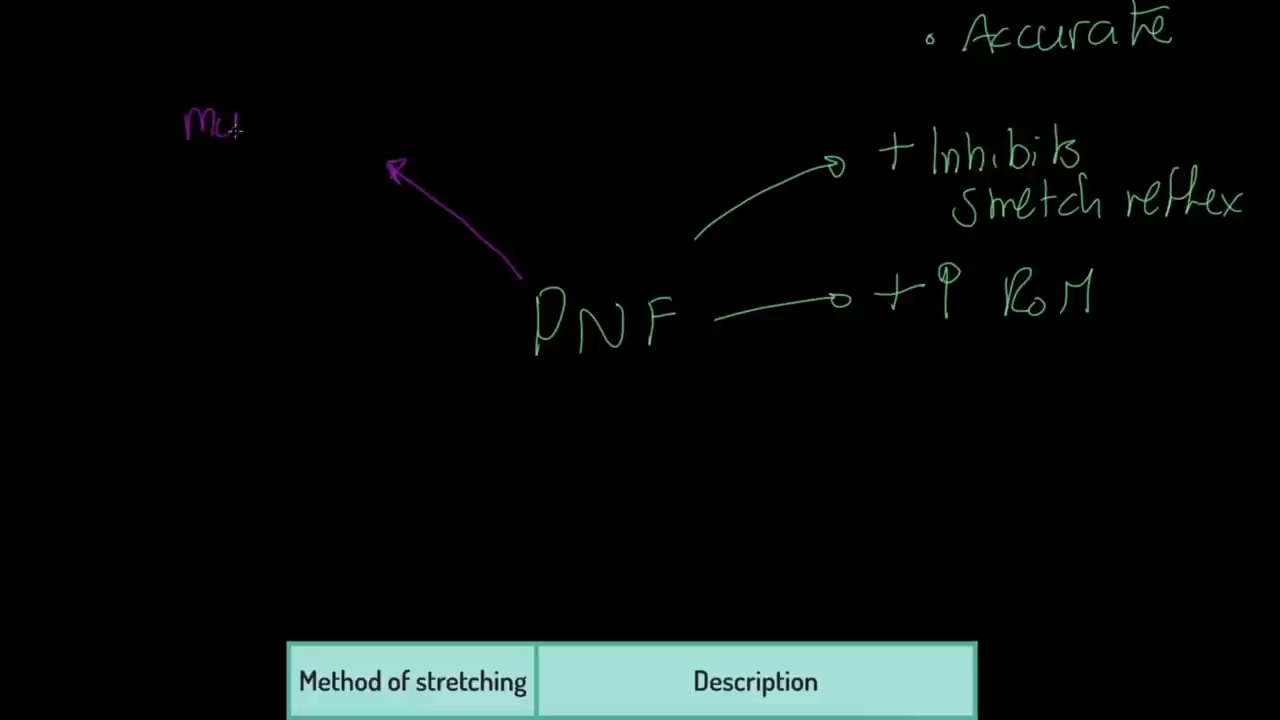 • Accurate
+ Inhibits
stretch reflex
PNF
+ ↑ RoM
Method of stretching
Description